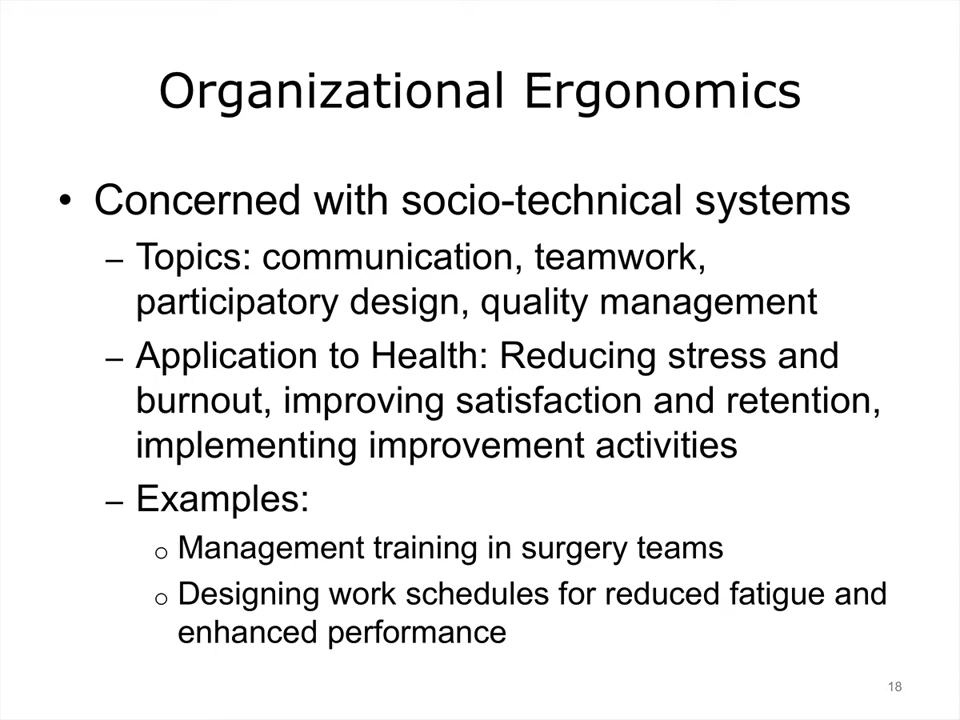 Organizational Ergonomics
• Concerned with socio-technical systems
– Topics: communication, teamwork,
participatory design, quality management
– Application to Health: Reducing stress and
burnout, improving satisfaction and retention,
implementing improvement activities
– Examples:
o Management training in surgery teams
o Designing work schedules for reduced fatigue and
enhanced performance
18